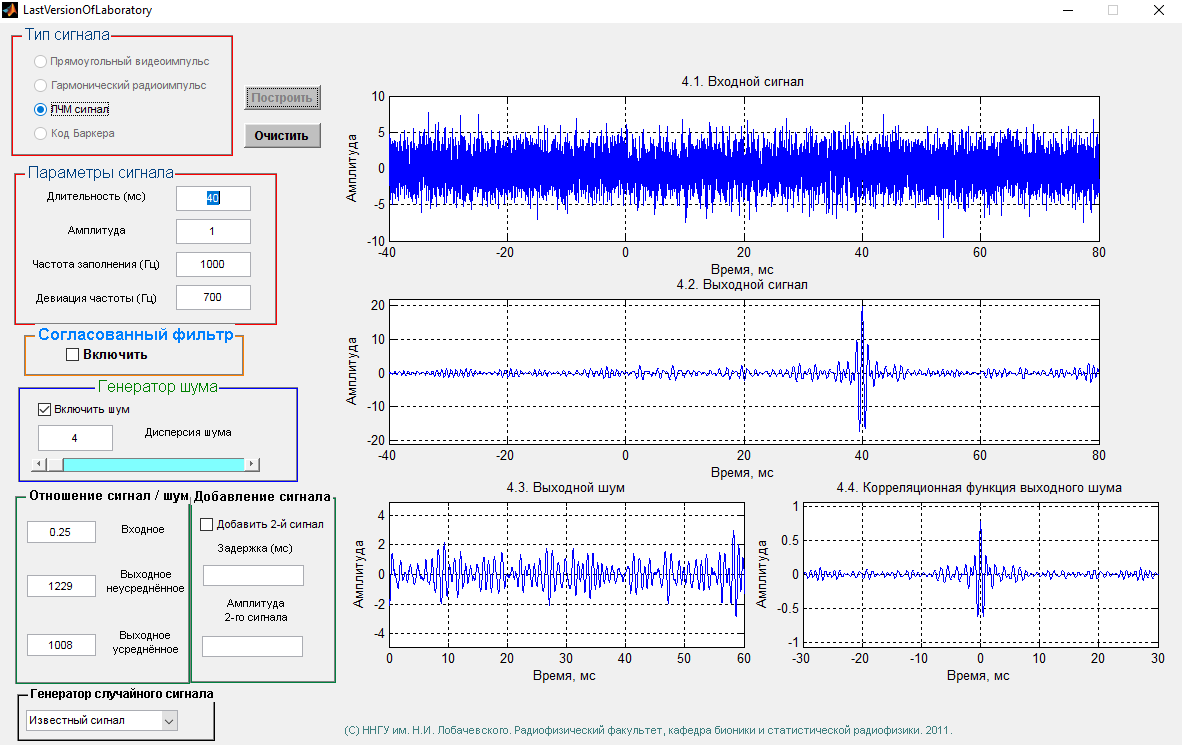 LastVersionOfLaboratory
Тип сигнала
Прямоугольный видеоимпульс
Гармонический радиоимпульс
ЛЧМ сигнал
Код Баркера
Построить
Очистить
Параметры сигнала
Длительность (мс)
40
Амплитуда
1
Частота заполнения (Гц)
1000
Девиация частоты (Гц)
700
Согласованный фильтр
Включить
Генератор шума
Включить шум
4
Дисперсия шума
Отношение сигнал / шум
0.25
Входное
1229
Выходное
неусреднённое
1008
Выходное
усреднённое
Добавление сигнала
Добавить 2-й сигнал
Задержка (мс)
Амплитуда
2-го сигнала
Генератор случайного сигнала
Известный сигнал
4.1. Входной сигнал
Амплитуда
10
5
0
-5
-10
-40 -20 0 20 40 60 80
Время, мс
4.2. Выходной сигнал
Амплитуда
20
10
0
-10
-20
-40 -20 0 20 40 60 80
Время, мс
4.3. Выходной шум
Амплитуда
4
2
0
-2
-4
0 10 20 30 40 50 60
Время, мс
4.4. Корреляционная функция выходного шума
Амплитуда
1
0.5
0
-0.5
-1
-30 -20 -10 0 10 20 30
Время, мс
(С) ННГУ им. Н.И. Лобачевского. Радиофизический факультет, кафедра бионики и статистической радиофизики. 2011.